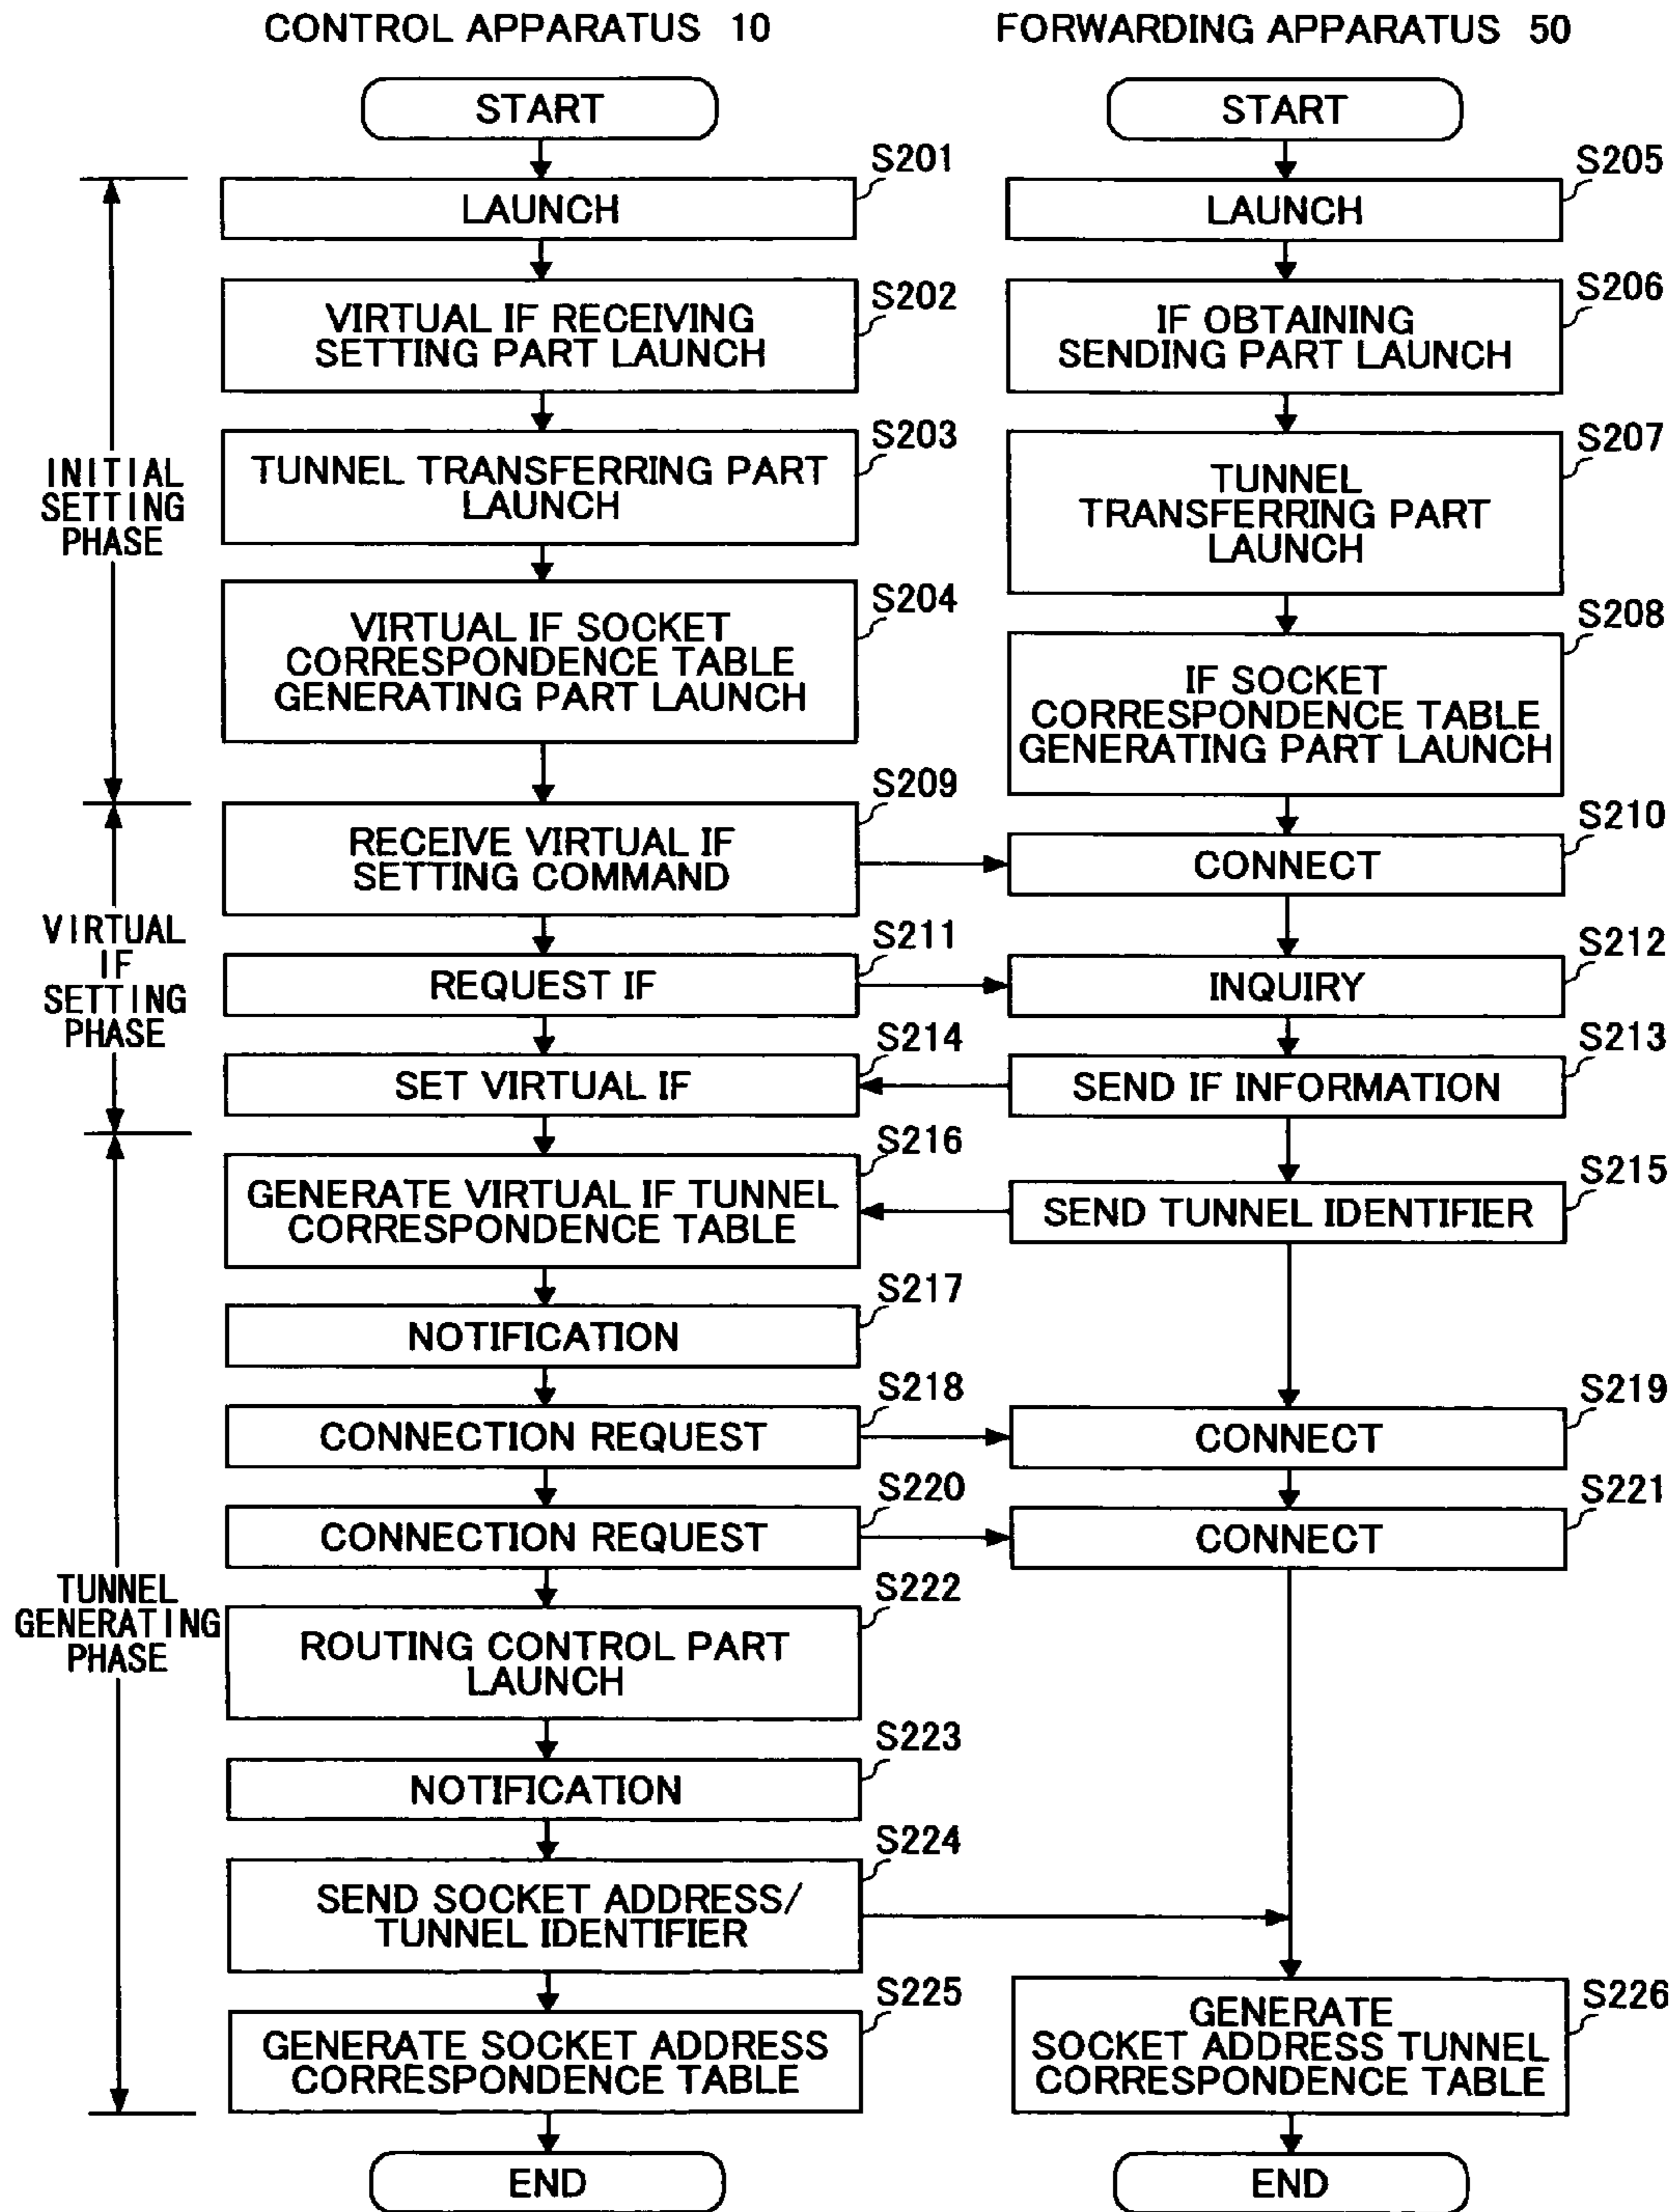 CONTROL APPARATUS 10
FORWARDING APPARATUS 50
START
START
S201
LAUNCH
S205
LAUNCH
S202
VIRTUAL IF RECEIVING
SETTING PART LAUNCH
S206
IF OBTAINING
SENDING PART LAUNCH
S203
TUNNEL TRANSFERRING PART
LAUNCH
S207
TUNNEL
TRANSFERRING PART
LAUNCH
INITIAL
SETTING
PHASE
S204
VIRTUAL IF SOCKET
CORRESPONDENCE TABLE
GENERATING PART LAUNCH
S208
IF SOCKET
CORRESPONDENCE TABLE
GENERATING PART LAUNCH
S209
RECEIVE VIRTUAL IF
SETTING COMMAND
S210
CONNECT
VIRTUAL
IF
SETTING
PHASE
S211
REQUEST IF
S212
INQUIRY
S214
SET VIRTUAL IF
S213
SEND IF INFORMATION
S216
GENERATE VIRTUAL IF TUNNEL
CORRESPONDENCE TABLE
S215
SEND TUNNEL IDENTIFIER
S217
NOTIFICATION
S218
CONNECTION REQUEST
S219
CONNECT
S220
CONNECTION REQUEST
S221
CONNECT
TUNNEL
GENERATING
PHASE
S222
ROUTING CONTROL PART
LAUNCH
S223
NOTIFICATION
S224
SEND SOCKET ADDRESS/
TUNNEL IDENTIFIER
S225
GENERATE SOCKET ADDRESS
CORRESPONDENCE TABLE
S226
GENERATE
SOCKET ADDRESS TUNNEL
CORRESPONDENCE TABLE
END
END